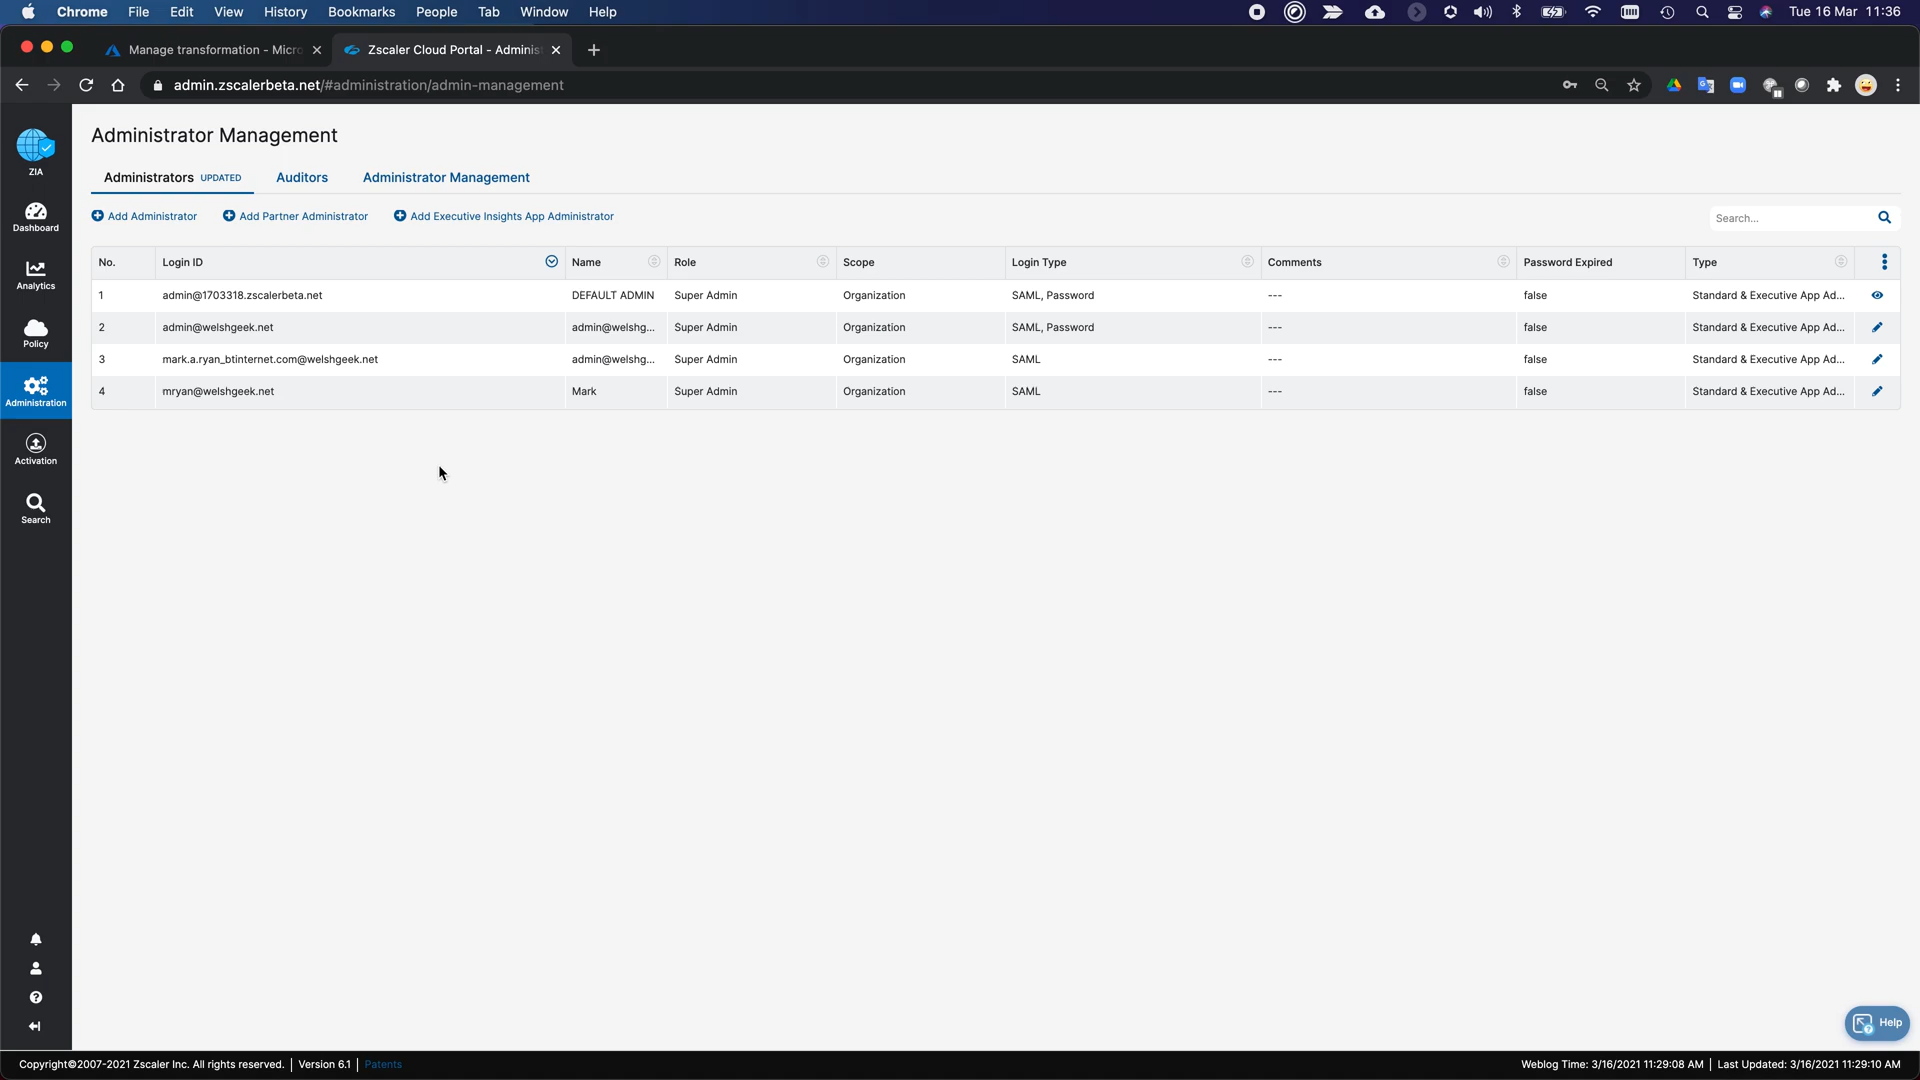 Chrome File Edit View History Bookmarks People Tab Window Help Tue 16 Mar 11:36
Manage transformation - Micro Zscaler Cloud Portal - Adminis
admin.zscalerbeta.net/#administration/admin-management
Administrator Management
ZIA
Administrators UPDATED Auditors Administrator Management
Add Administrator Add Partner Administrator Add Executive Insights App Administrator Search...
Dashboard
No. Login ID Name Role Scope Login Type Comments Password Expired Type
Analytics
1 admin@1703318.zscalerbeta.net DEFAULT ADMIN Super Admin Organization SAML, Password --- false Standard & Executive App Ad...
2 admin@welshgeek.net admin@welshg... Super Admin Organization SAML, Password --- false Standard & Executive App Ad...
Policy
3 mark.a.ryan_btinternet.com@welshgeek.net admin@welshg... Super Admin Organization SAML --- false Standard & Executive App Ad...
4 mryan@welshgeek.net Mark Super Admin Organization SAML --- false Standard & Executive App Ad...
Administration
Activation
Search
Help
Copyright©2007-2021 Zscaler Inc. All rights reserved. | Version 6.1 | Patents Weblog Time: 3/16/2021 11:29:08 AM | Last Updated: 3/16/2021 11:29:10 AM